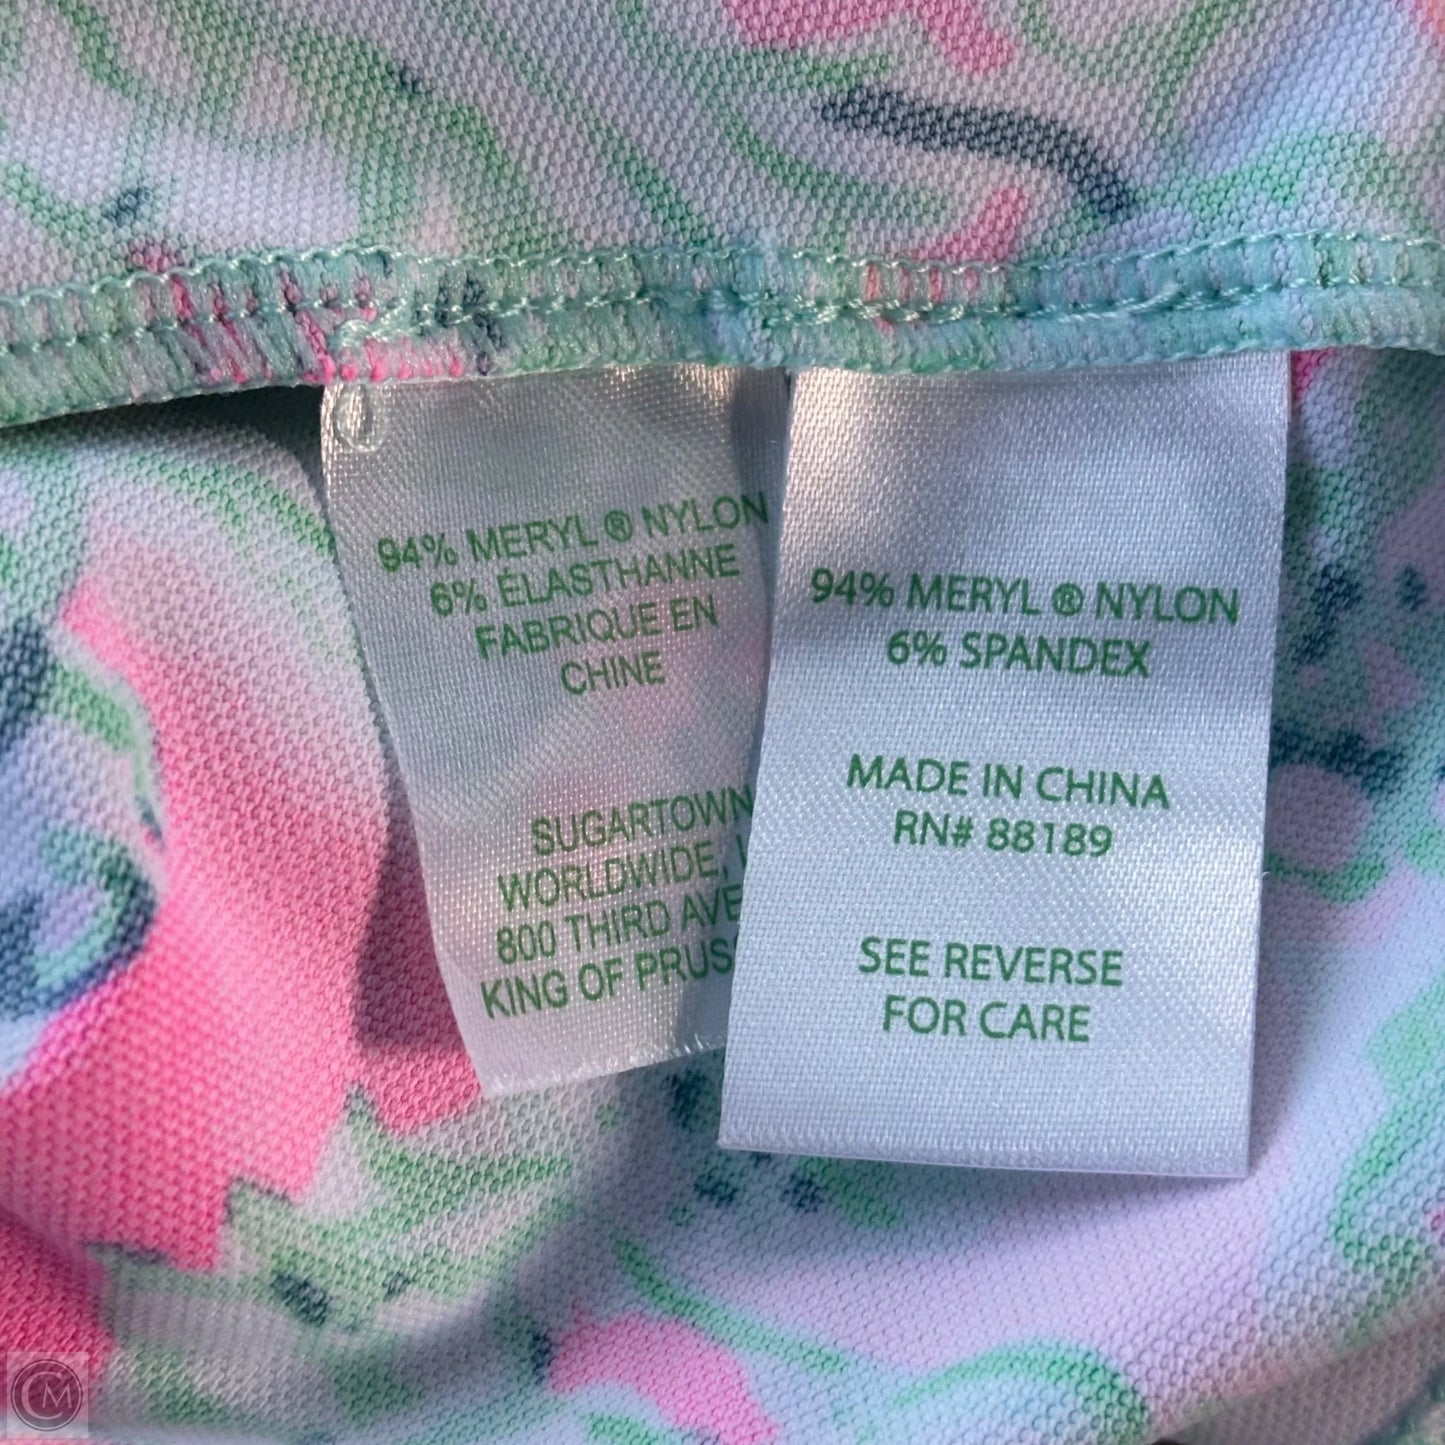 94% MERYL ® NYLON
6% ÉLASTHANNE
FABRIQUE EN
CHINE
SUGARTOWN
WORLDWIDE,
800 THIRD AVE
KING OF
94% MERYL ® NYLON
6% SPANDEX
MADE IN CHINA
RN# 88189
SEE REVERSE
FOR CARE
CM